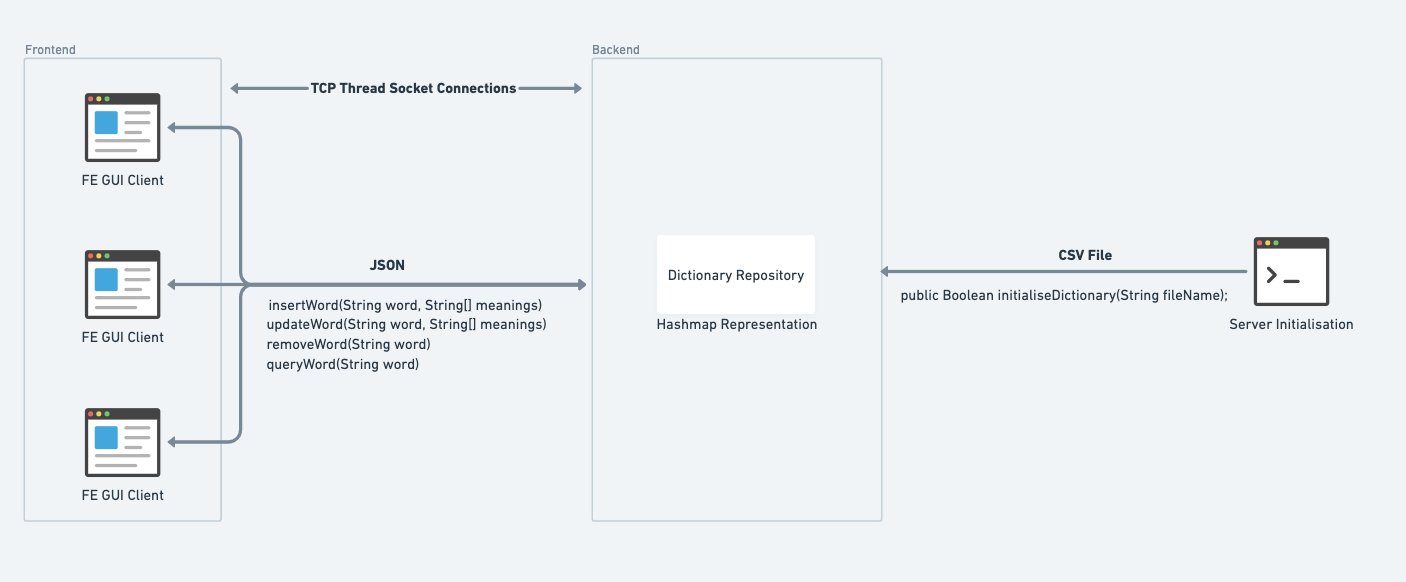 Frontend
Backend
TCP Thread Socket Connections
FE GUI Client
FE GUI Client
FE GUI Client
JSON
insertWord(String word, String[] meanings)
updateWord(String word, String[] meanings)
removeWord(String word)
queryWord(String word)
Dictionary Repository
Hashmap Representation
CSV File
public Boolean initialiseDictionary(String fileName);
>_
Server Initialisation